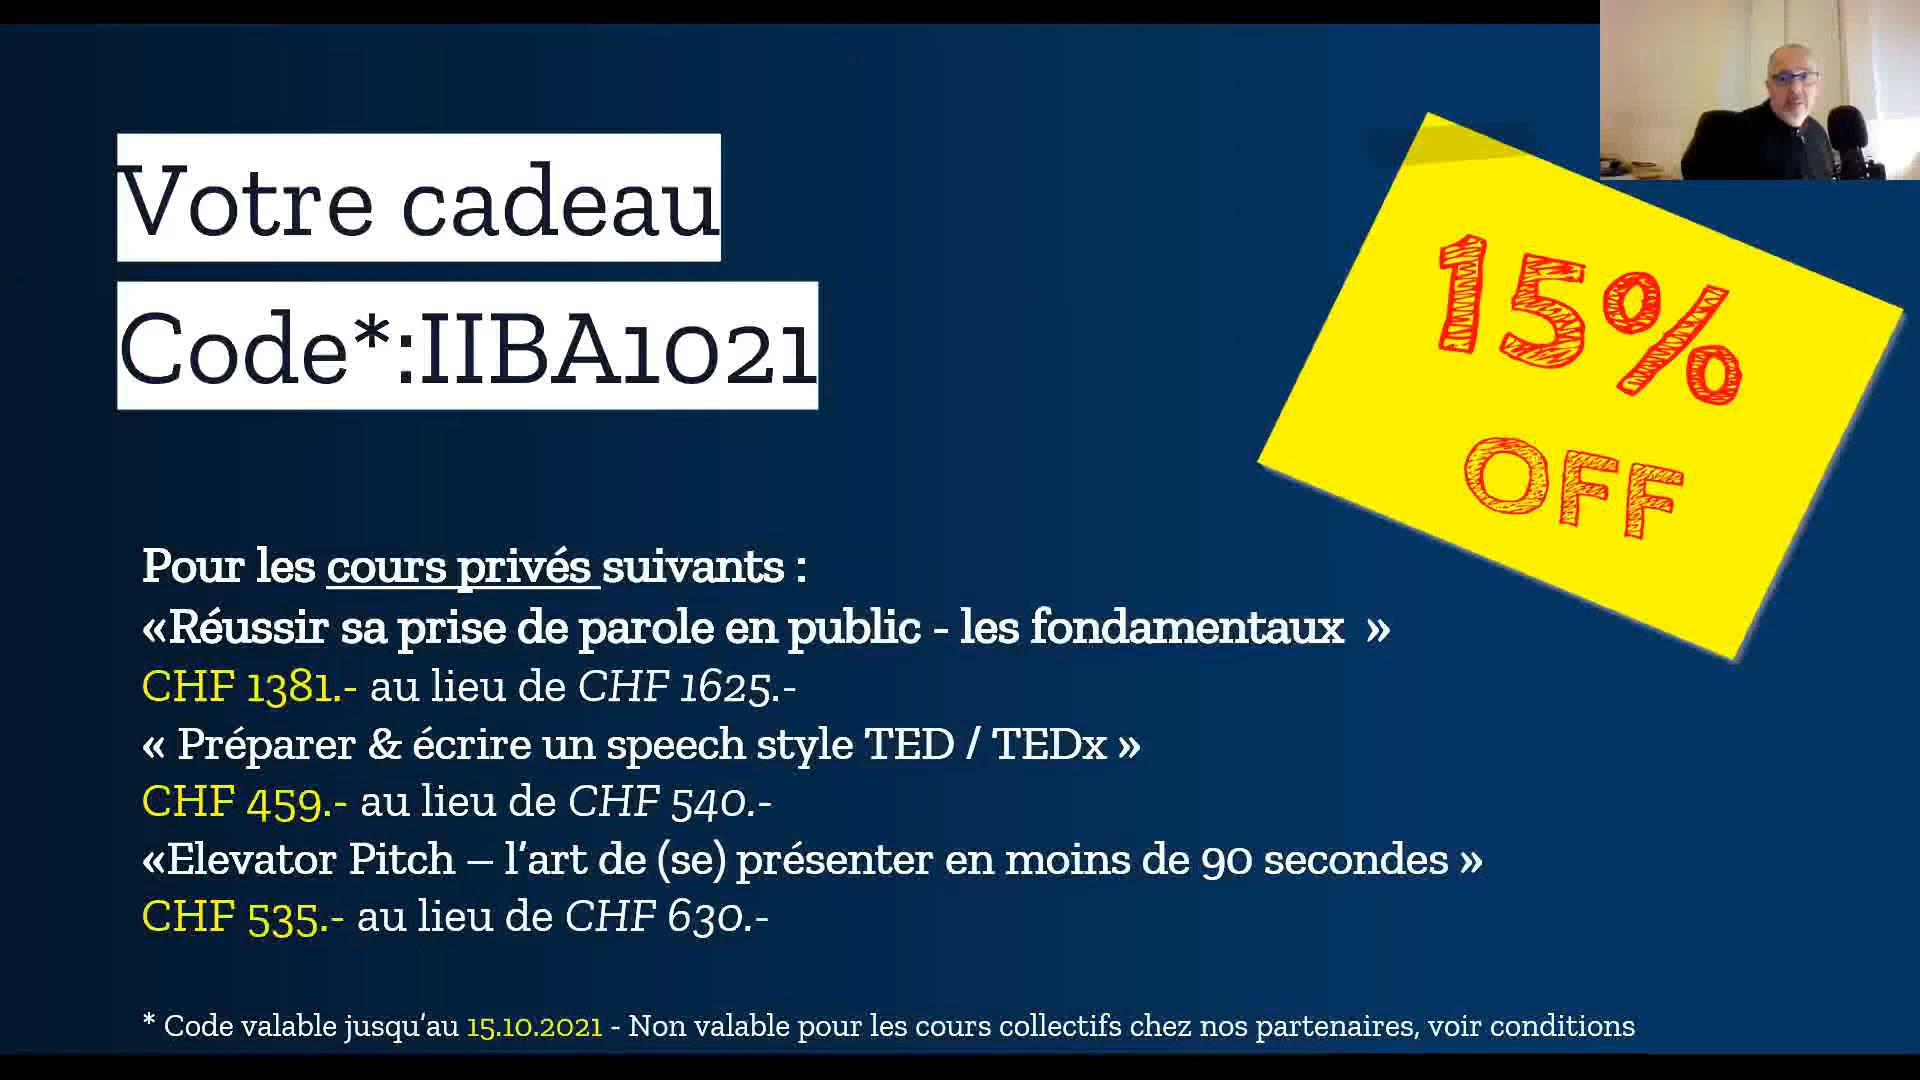 Votre cadeau
Code*:IIBA1021
15%
OFF
Pour les cours privés suivants :
«Réussir sa prise de parole en public - les fondamentaux »
CHF 1381.- au lieu de CHF 1625.-
« Préparer & écrire un speech style TED / TEDx »
CHF 459.- au lieu de CHF 540.-
«Elevator Pitch – l’art de (se) présenter en moins de 90 secondes »
CHF 535.- au lieu de CHF 630.-
* Code valable jusqu’au 15.10.2021 - Non valable pour les cours collectifs chez nos partenaires, voir conditions